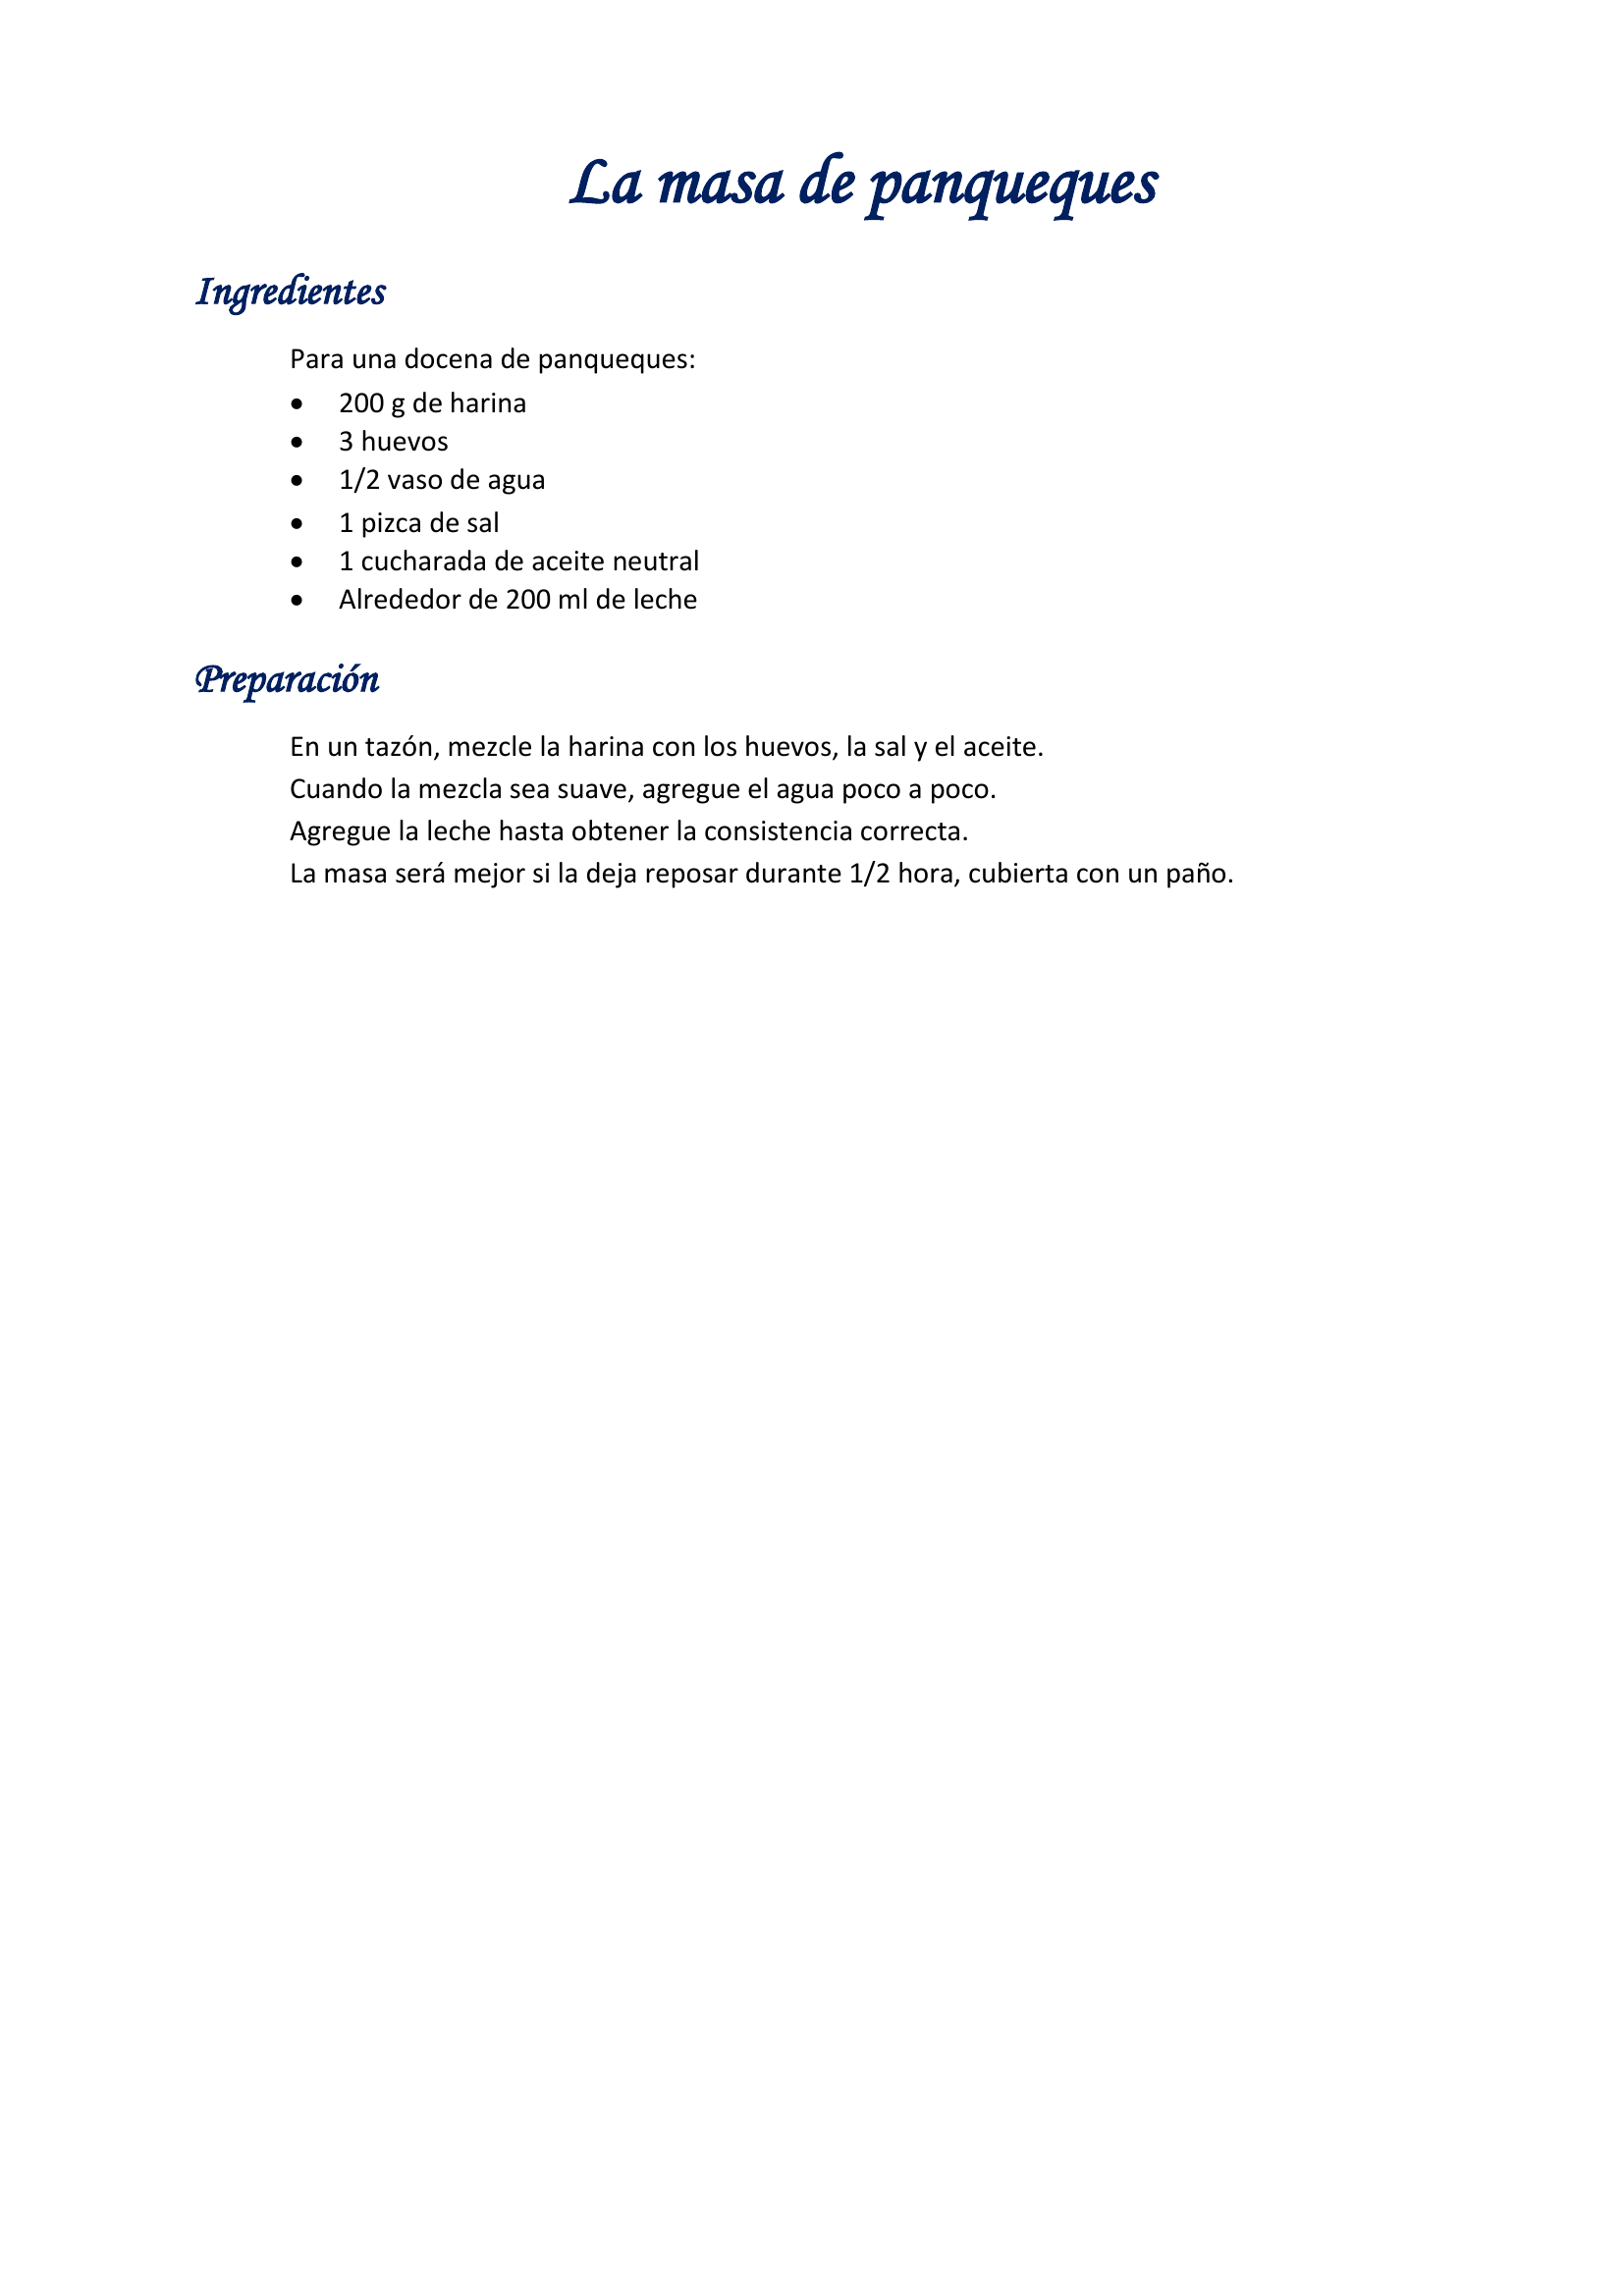 La masa de panqueques
Ingredientes
Para una docena de panqueques:
• 200 g de harina
• 3 huevos
• 1/2 vaso de agua
• 1 pizca de sal
• 1 cucharada de aceite neutral
• Alrededor de 200 ml de leche
Preparación
En un tazón, mezcle la harina con los huevos, la sal y el aceite.
Cuando la mezcla sea suave, agregue el agua poco a poco.
Agregue la leche hasta obtener la consistencia correcta.
La masa será mejor si la deja reposar durante 1/2 hora, cubierta con un paño.